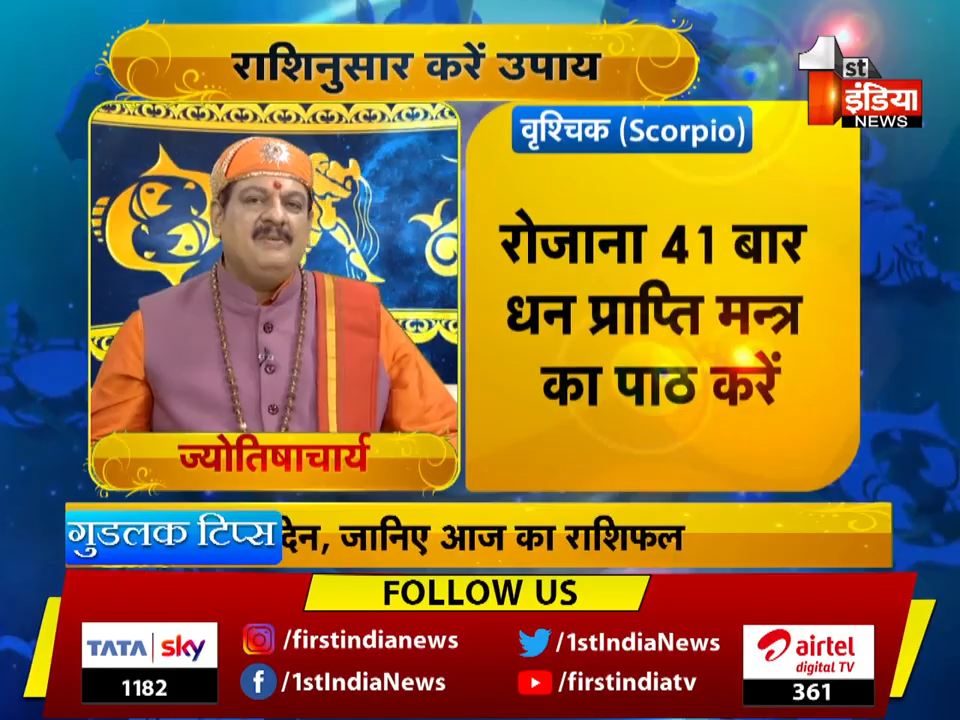 राशिनुसार करें उपाय
1st
इंडिया
NEWS
वृश्चिक (Scorpio)
रोजाना 41 बार
धन प्राप्ति मन्त्र
का पाठ करें
ज्योतिषाचार्य
गुडलक टिप्स
देन, जानिए आज का राशिफल
FOLLOW US
TATA sky
1182
/firstindianews
/1stIndiaNews
/1stIndiaNews
/firstindiatv
airtel
digital TV
361